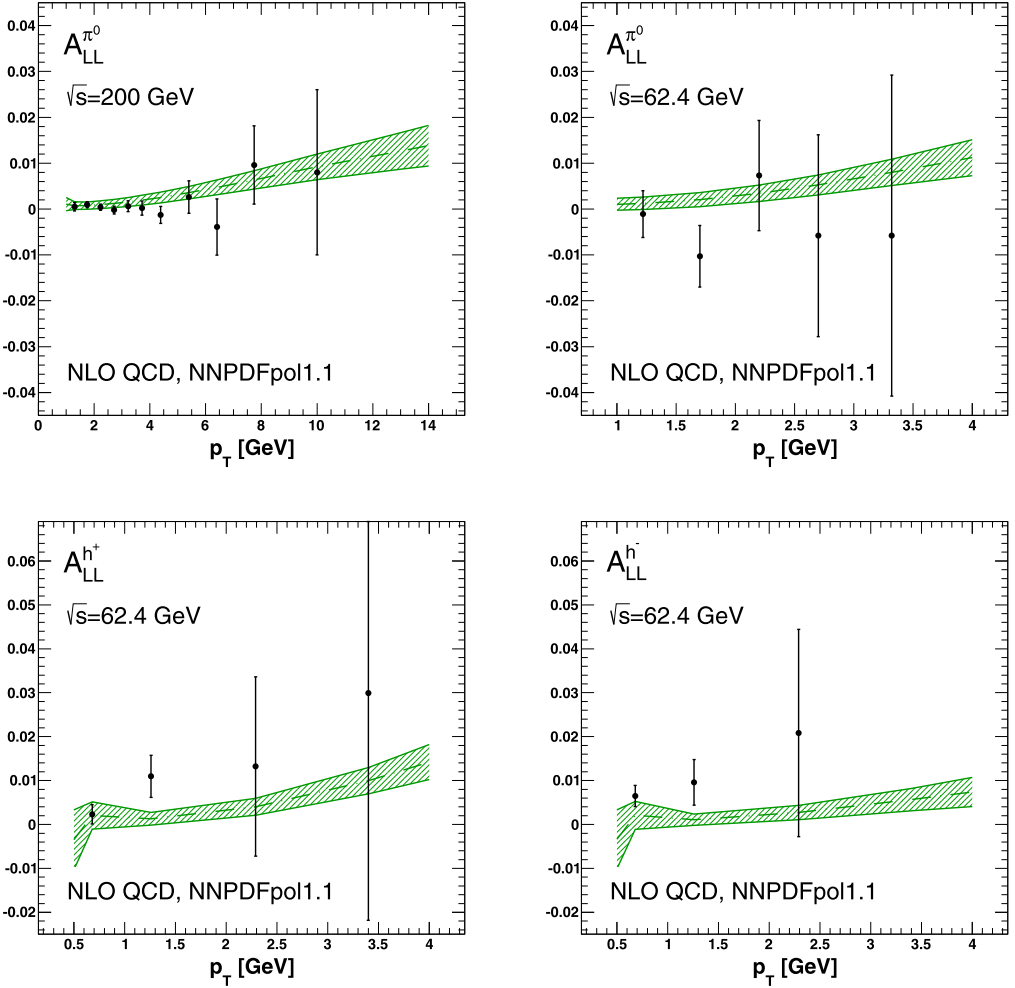 A_LL^π⁰
√s=200 GeV
0.04
0.03
0.02
0.01
0
-0.01
-0.02
-0.03
-0.04
NLO QCD, NNPDFpol1.1
0 2 4 6 8 10 12 14
p_T [GeV]
A_LL^π⁰
√s=62.4 GeV
0.04
0.03
0.02
0.01
0
-0.01
-0.02
-0.03
-0.04
NLO QCD, NNPDFpol1.1
1 1.5 2 2.5 3 3.5 4
p_T [GeV]
A_LL^h⁺
√s=62.4 GeV
0.06
0.05
0.04
0.03
0.02
0.01
0
-0.01
-0.02
NLO QCD, NNPDFpol1.1
0.5 1 1.5 2 2.5 3 3.5 4
p_T [GeV]
A_LL^h⁻
√s=62.4 GeV
0.06
0.05
0.04
0.03
0.02
0.01
0
-0.01
-0.02
NLO QCD, NNPDFpol1.1
0.5 1 1.5 2 2.5 3 3.5 4
p_T [GeV]